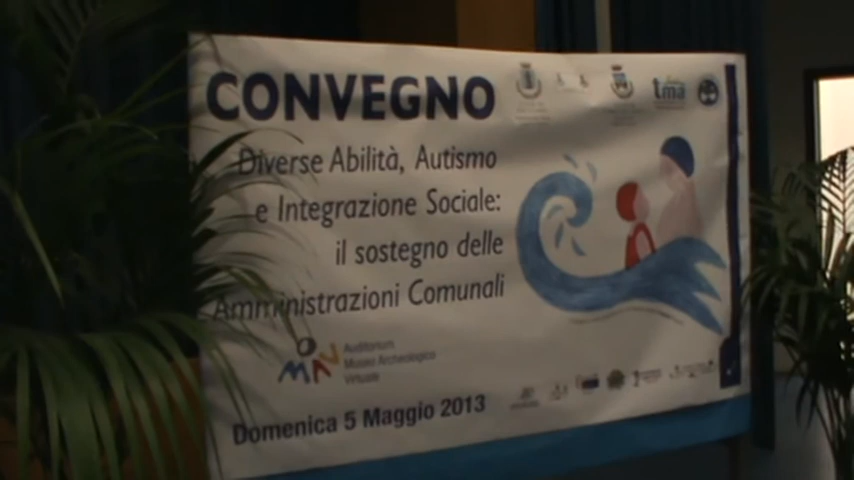 CONVEGNO
tma
Diverse Abilità, Autismo
e Integrazione Sociale:
il sostegno delle
Amministrazioni Comunali
MAV
Auditorium
Museo Archeologico
Virtuale
Domenica 5 Maggio 2013